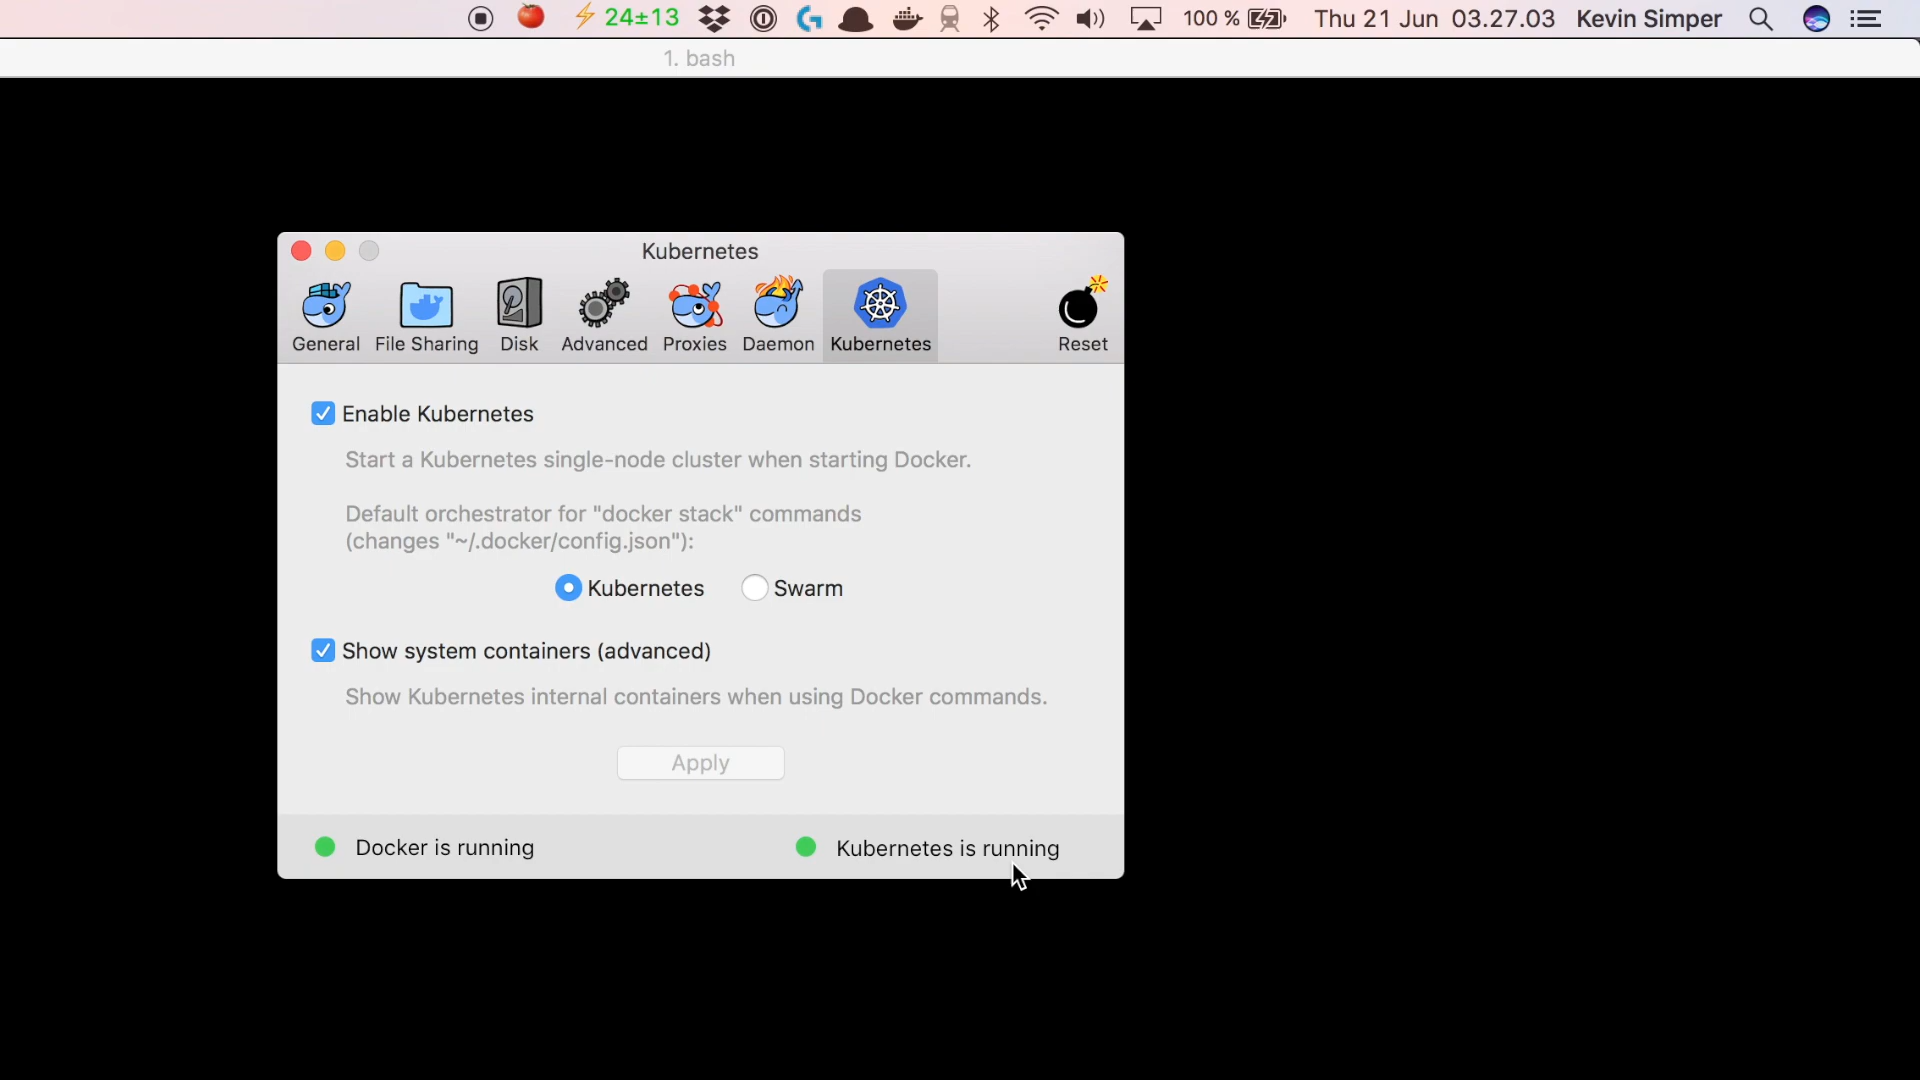 24±13 100 % Thu 21 Jun 03.27.03 Kevin Simper
1. bash
Kubernetes
General File Sharing Disk Advanced Proxies Daemon Kubernetes Reset
Enable Kubernetes
Start a Kubernetes single-node cluster when starting Docker.
Default orchestrator for "docker stack" commands
(changes "~/.docker/config.json"):
Kubernetes Swarm
Show system containers (advanced)
Show Kubernetes internal containers when using Docker commands.
Apply
Docker is running Kubernetes is running